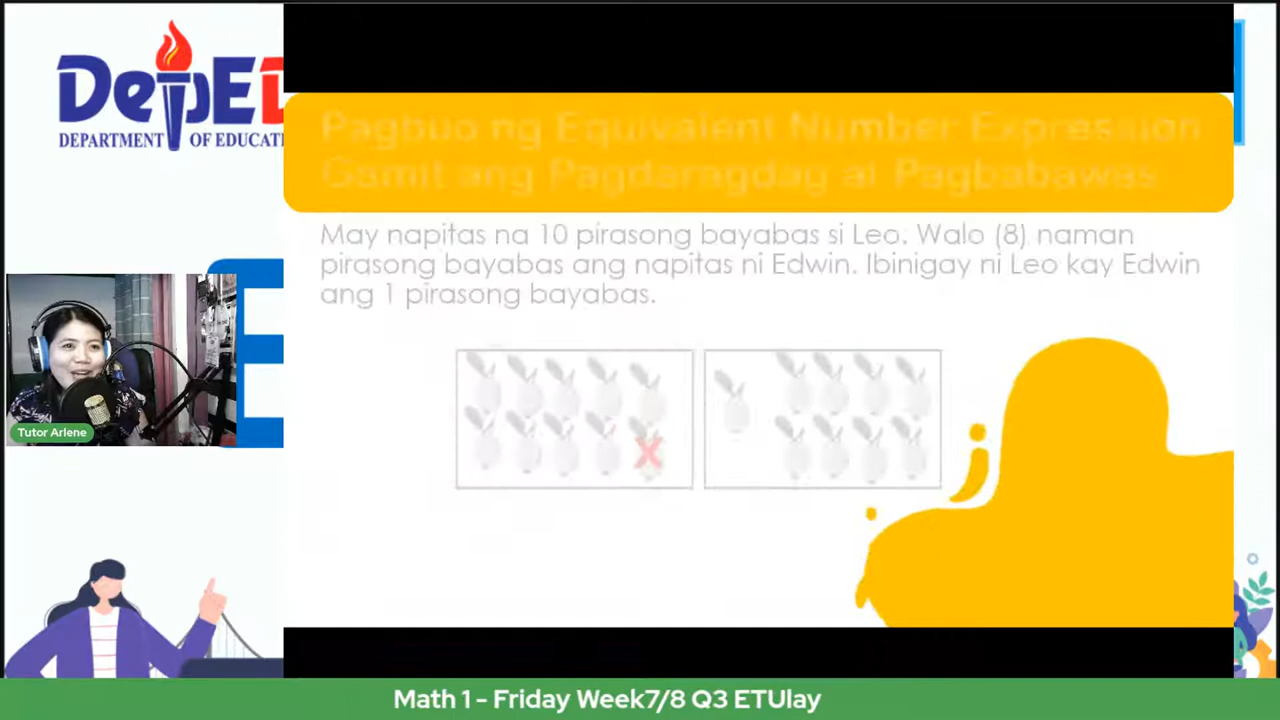 DepED
DEPARTMENT OF EDUCATI
Pagbuo ng Equivalent Number Expression
Gamit ang Pagdaragdag at Pagbabawas
May napitas na 10 pirasong bayabas si Leo. Walo (8) naman
pirasong bayabas ang napitas ni Edwin. Ibinigay ni Leo kay Edwin
ang 1 pirasong bayabas.
E
Tutor Arlene
Math 1 - Friday Week7/8 Q3 ETUlay